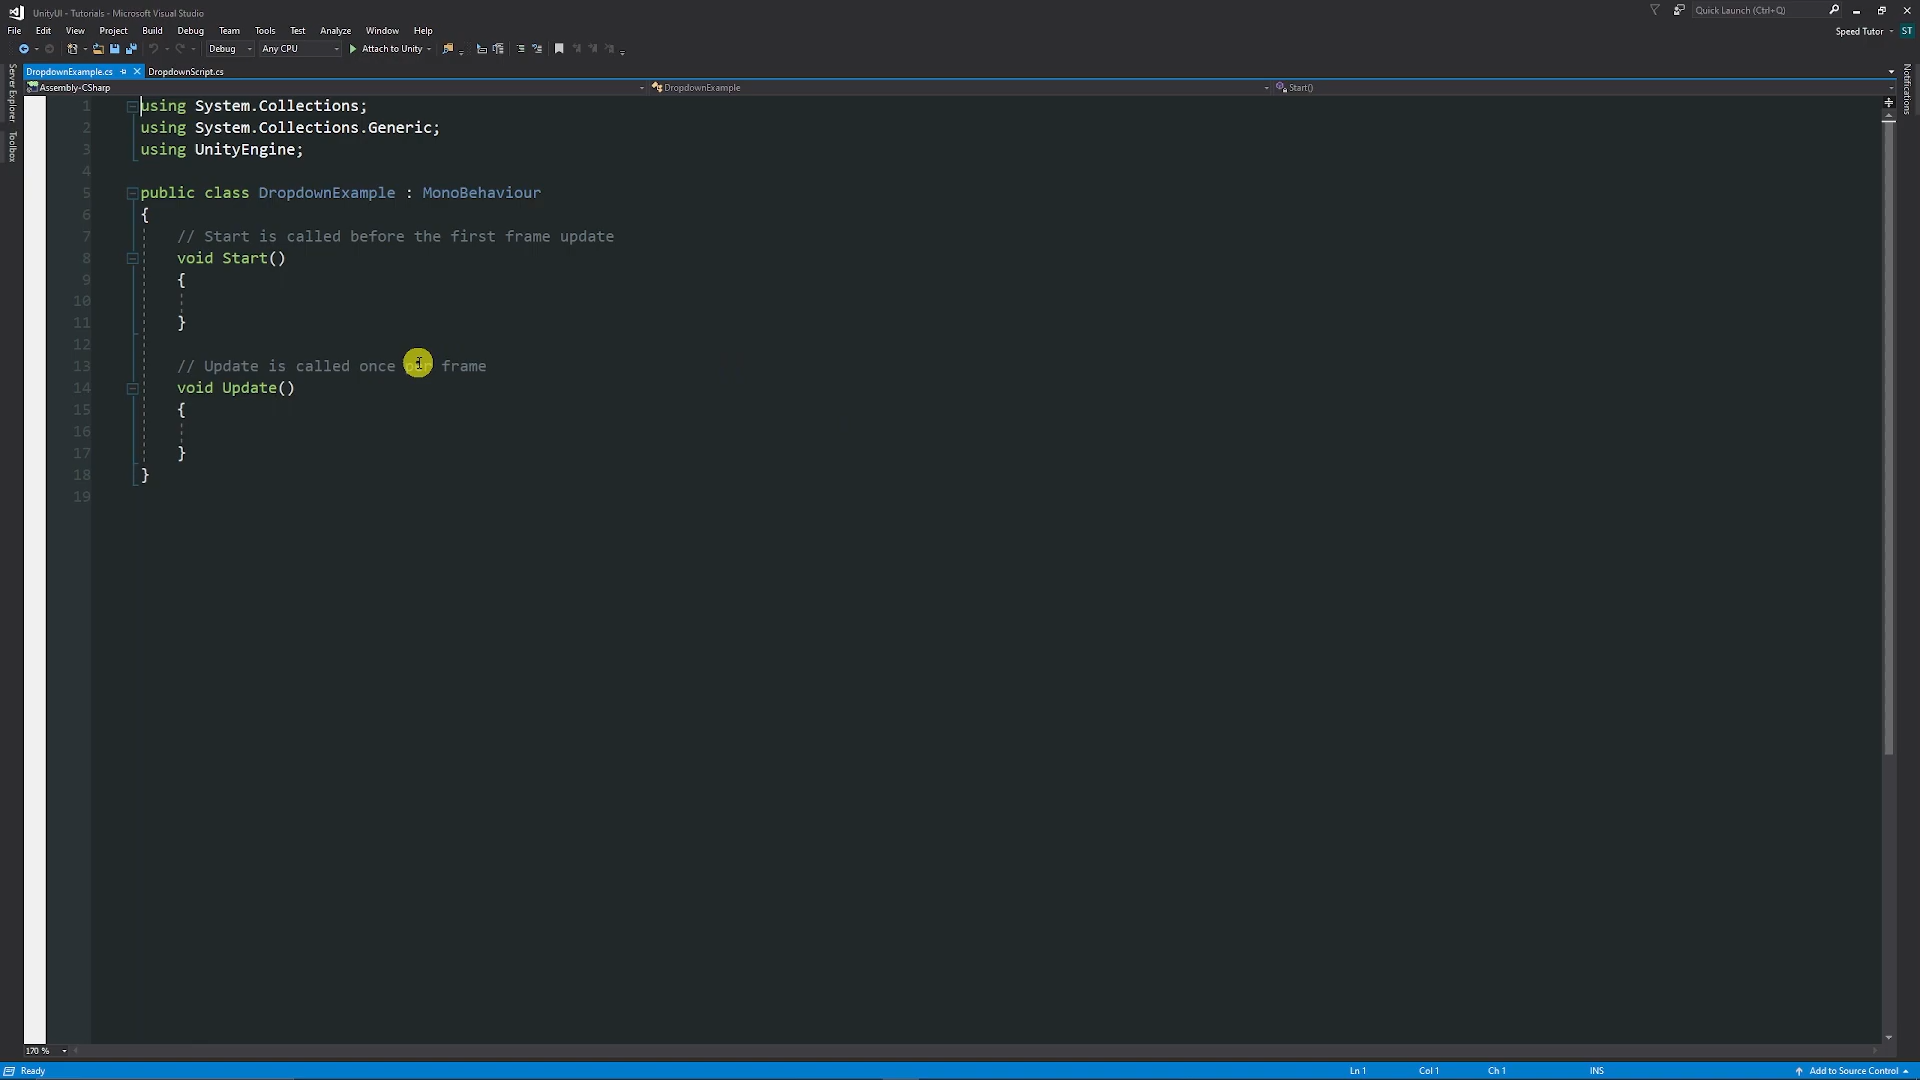 UnityUI - Tutorials - Microsoft Visual Studio
Quick Launch (Ctrl+Q)
File Edit View Project Build Debug Team Tools Test Analyze Window Help
Speed Tutor ST
Debug Any CPU Attach to Unity
DropdownExample.cs DropdownScript.cs
Assembly-CSharp DropdownExample Start()
Server Explorer
Toolbox
Notifications
1 using System.Collections;
2 using System.Collections.Generic;
3 using UnityEngine;
4
5 public class DropdownExample : MonoBehaviour
6 {
7 // Start is called before the first frame update
8 void Start()
9 {
10
11 }
12
13 // Update is called once per frame
14 void Update()
15 {
16
17 }
18 }
19
170 %
Ready Ln 1 Col 1 Ch 1 INS Add to Source Control